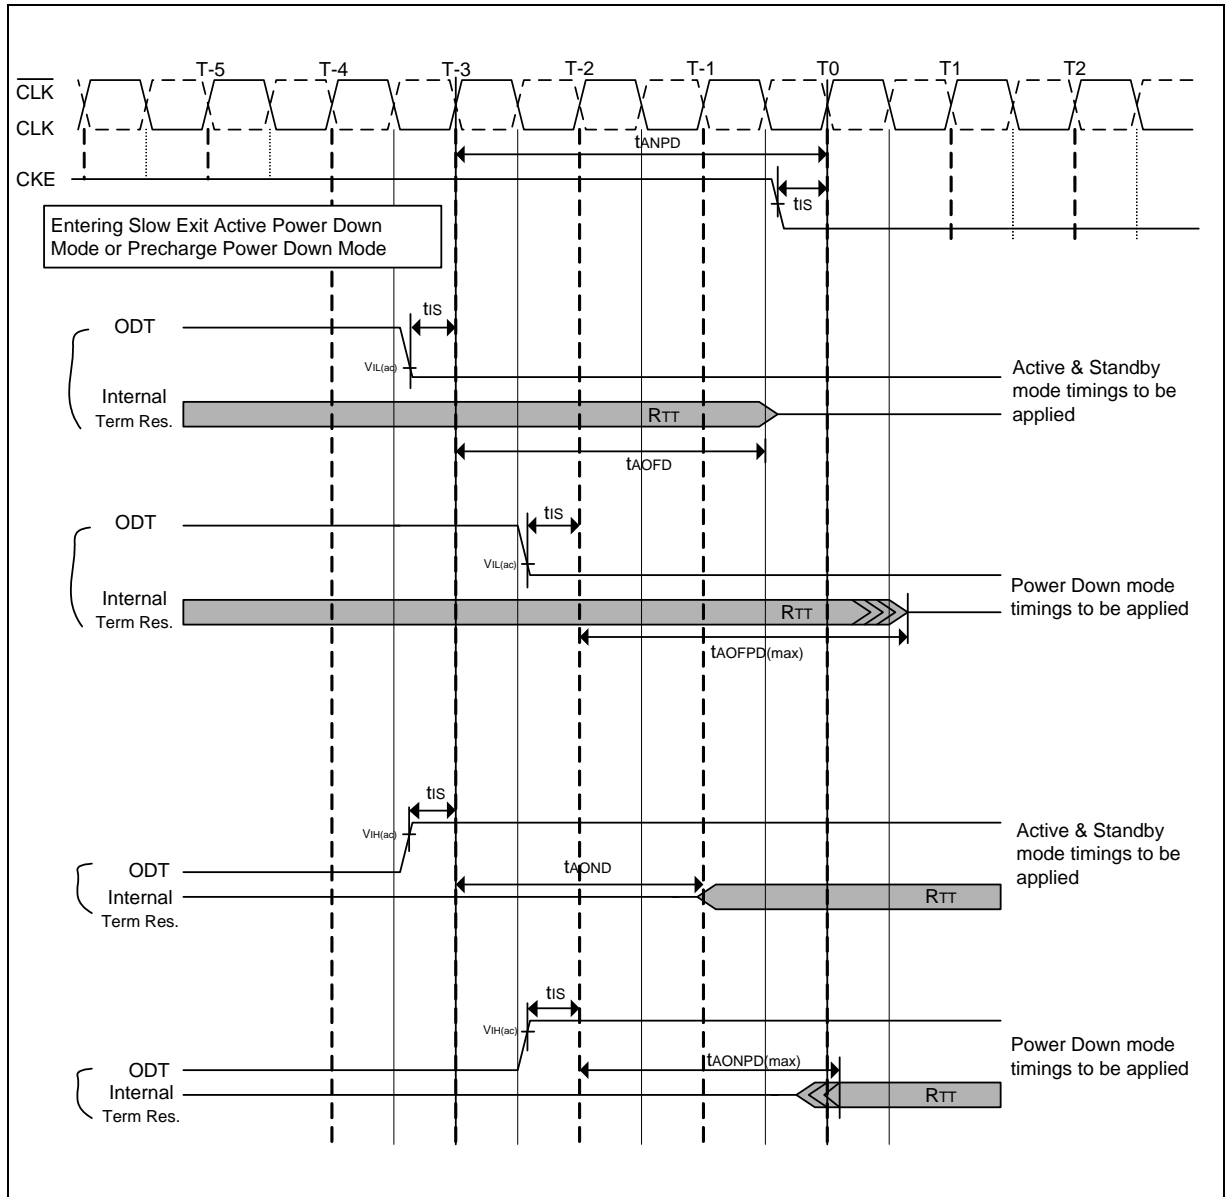 T-5 T-4 T-3 T-2 T-1 T0 T1 T2
CLK
CLK
tANPD
CKE
tIS
Entering Slow Exit Active Power Down
Mode or Precharge Power Down Mode
tIS
ODT
VIL(ac)
Active & Standby
mode timings to be
applied
Internal
Term Res.
RTT
tAOFD
tIS
ODT
VIL(ac)
Power Down mode
timings to be applied
Internal
Term Res.
RTT
tAOFPD(max)
tIS
VIH(ac)
Active & Standby
mode timings to be
applied
ODT
tAOND
Internal
Term Res.
RTT
tIS
VIH(ac)
Power Down mode
timings to be applied
ODT
tAONPD(max)
Internal
Term Res.
RTT